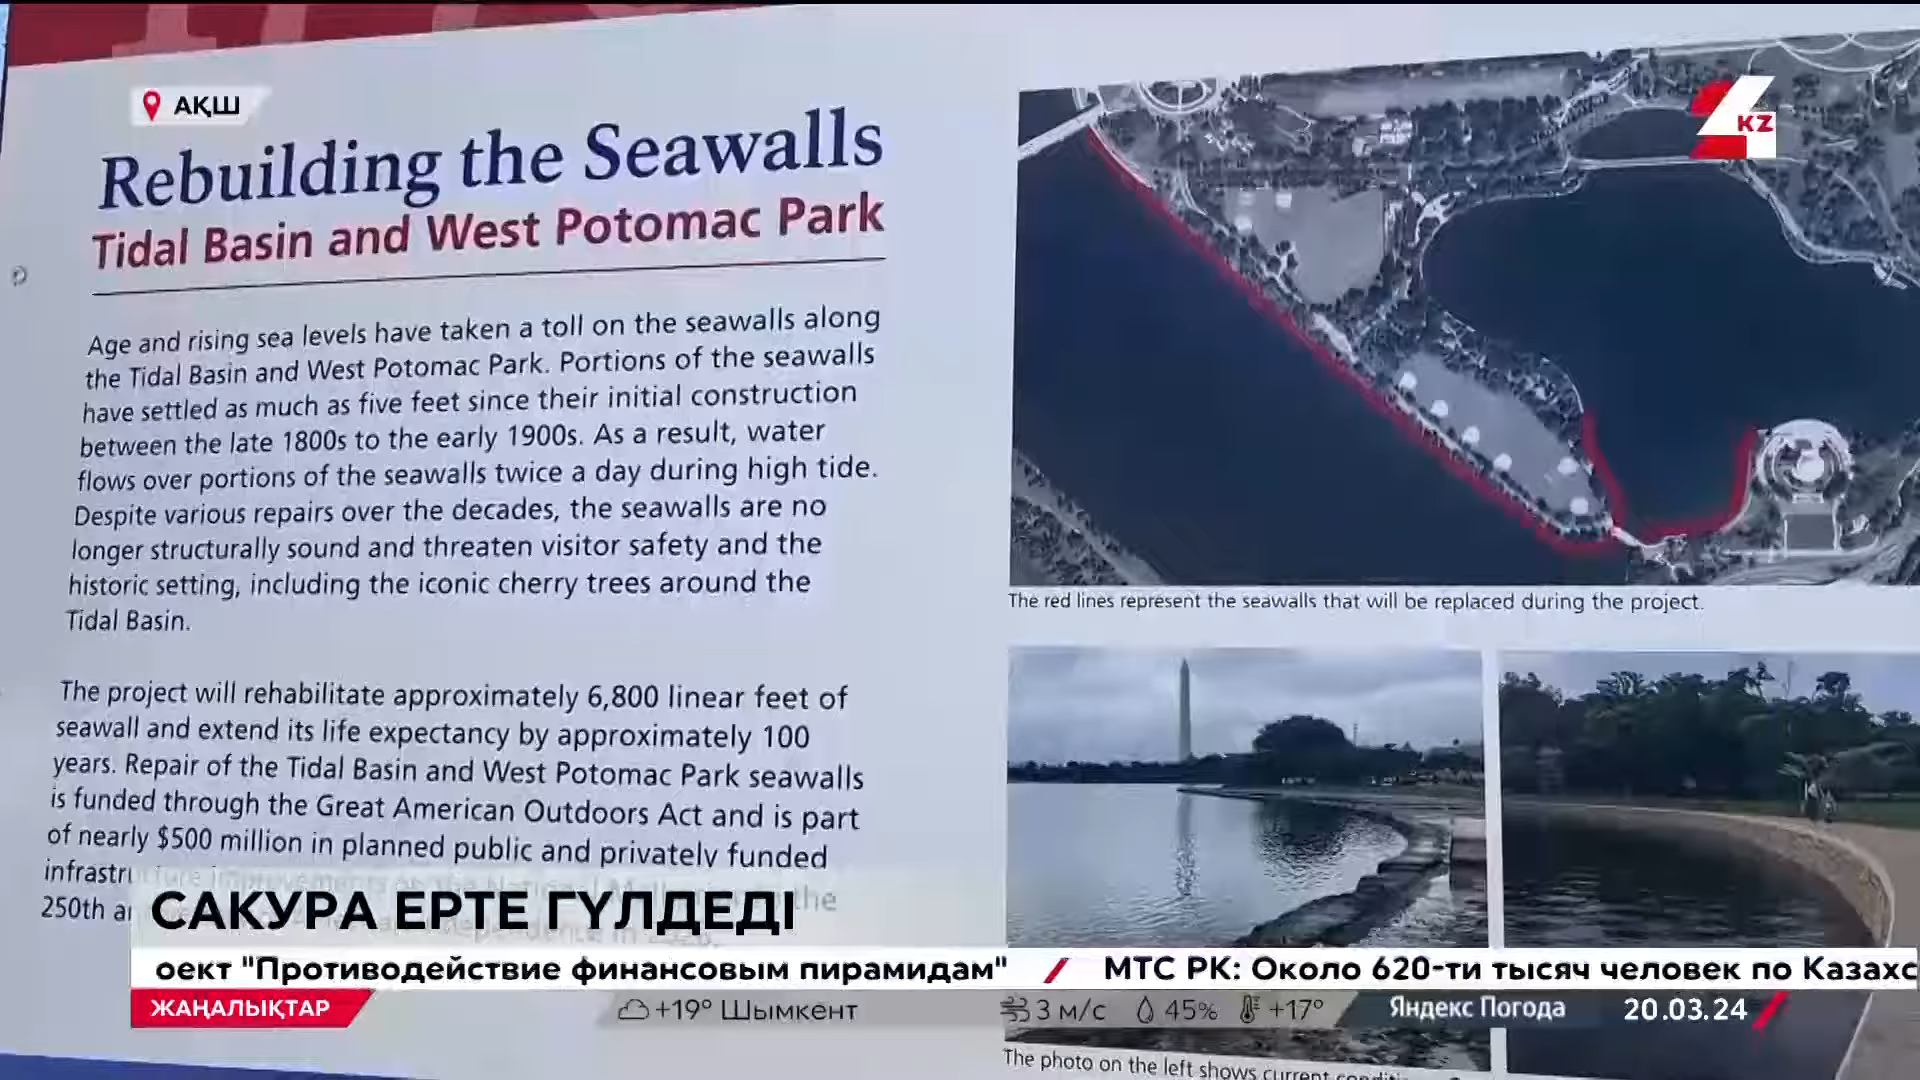 АҚШ
KZ
Rebuilding the Seawalls
Tidal Basin and West Potomac Park
Age and rising sea levels have taken a toll on the seawalls along
the Tidal Basin and West Potomac Park. Portions of the seawalls
have settled as much as five feet since their initial construction
between the late 1800s to the early 1900s. As a result, water
flows over portions of the seawalls twice a day during high tide.
Despite various repairs over the decades, the seawalls are no
longer structurally sound and threaten visitor safety and the
historic setting, including the iconic cherry trees around the
Tidal Basin.
The project will rehabilitate approximately 6,800 linear feet of
seawall and extend its life expectancy by approximately 100
years. Repair of the Tidal Basin and West Potomac Park seawalls
is funded through the Great American Outdoors Act and is part
of nearly $500 million in planned public and privately funded
infrastructure improvements on the National Mall the
250th
The red lines represent the seawalls that will be replaced during the project.
The photo on the left shows current
САКУРА ЕРТЕ ГҮЛДЕДІ
оект "Противодействие финансовым пирамидам" / МТС РК: Около 620-ти тысяч человек по Казахс
ЖАҢАЛЫҚТАР +19° Шымкент 3 м/с 45% +17° Яндекс Погода 20.03.24